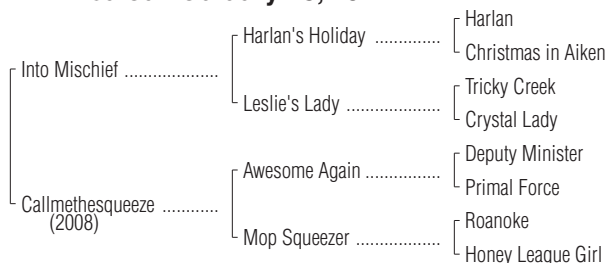 Harlan
Harlan's Holiday ................
Christmas in Aiken
Into Mischief ...................
Tricky Creek
Leslie's Lady ...................
Crystal Lady
Deputy Minister
Awesome Again ................
Primal Force
Callmethesqueeze ...........
(2008)
Roanoke
Mop Squeezer .................
Honey League Girl